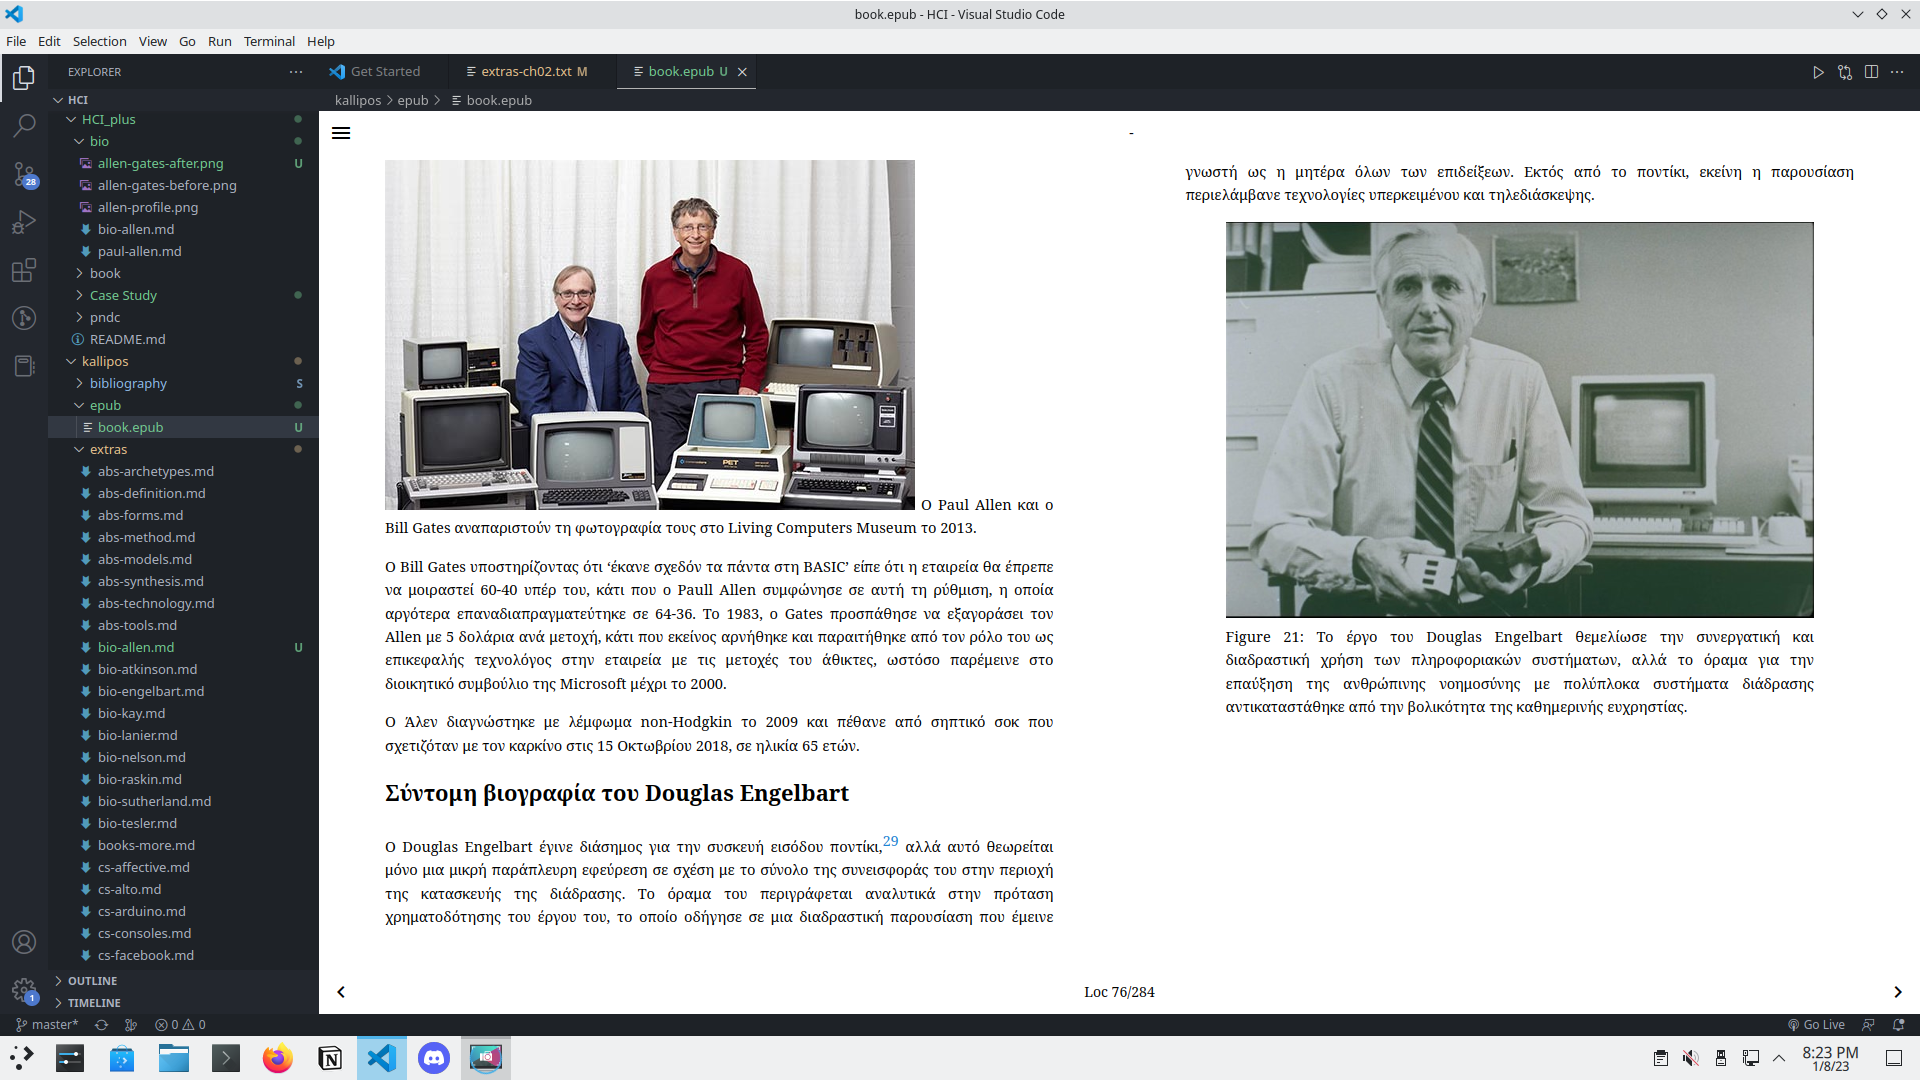 book.epub - HCI - Visual Studio Code
File Edit Selection View Go Run Terminal Help
EXPLORER
Get Started
extras-ch02.txt M
book.epub U
HCI
kallipos > epub > book.epub
HCI_plus
bio
allen-gates-after.png U
allen-gates-before.png
allen-profile.png
bio-allen.md
paul-allen.md
book
Case Study
pndc
README.md
kallipos
bibliography S
epub
book.epub U
extras
abs-archetypes.md
abs-definition.md
abs-forms.md
abs-method.md
abs-models.md
abs-synthesis.md
abs-technology.md
abs-tools.md
bio-allen.md U
bio-atkinson.md
bio-engelbart.md
bio-kay.md
bio-lanier.md
bio-nelson.md
bio-raskin.md
bio-sutherland.md
bio-tesler.md
books-more.md
cs-affective.md
cs-alto.md
cs-arduino.md
cs-consoles.md
cs-facebook.md
OUTLINE
TIMELINE
28
1
-
PET
Ο Paul Allen και ο
Bill Gates αναπαριστούν τη φωτογραφία τους στο Living Computers Museum το 2013.
Ο Bill Gates υποστηρίζοντας ότι ‘έκανε σχεδόν τα πάντα στη BASIC’ είπε ότι η εταιρεία θα έπρεπε
να μοιραστεί 60-40 υπέρ του, κάτι που ο Paull Allen συμφώνησε σε αυτή τη ρύθμιση, η οποία
αργότερα επαναδιαπραγματεύτηκε σε 64-36. Το 1983, ο Gates προσπάθησε να εξαγοράσει τον
Allen με 5 δολάρια ανά μετοχή, κάτι που εκείνος αρνήθηκε και παραιτήθηκε από τον ρόλο του ως
επικεφαλής τεχνολόγος στην εταιρεία με τις μετοχές του άθικτες, ωστόσο παρέμεινε στο
διοικητικό συμβούλιο της Microsoft μέχρι το 2000.
Ο Άλεν διαγνώστηκε με λέμφωμα non-Hodgkin το 2009 και πέθανε από σηπτικό σοκ που
σχετιζόταν με τον καρκίνο στις 15 Οκτωβρίου 2018, σε ηλικία 65 ετών.
Σύντομη βιογραφία του Douglas Engelbart
Ο Douglas Engelbart έγινε διάσημος για την συσκευή εισόδου ποντίκι,29 αλλά αυτό θεωρείται
μόνο μια μικρή παράπλευρη εφεύρεση σε σχέση με το σύνολο της συνεισφοράς του στην περιοχή
της κατασκευής της διάδρασης. Το όραμα του περιγράφεται αναλυτικά στην πρόταση
χρηματοδότησης του έργου του, το οποίο οδήγησε σε μια διαδραστική παρουσίαση που έμεινε
γνωστή ως η μητέρα όλων των επιδείξεων. Εκτός από το ποντίκι, εκείνη η παρουσίαση
περιελάμβανε τεχνολογίες υπερκειμένου και τηλεδιάσκεψης.
Figure 21: Το έργο του Douglas Engelbart θεμελίωσε την συνεργατική και
διαδραστική χρήση των πληροφοριακών συστήματων, αλλά το όραμα για την
επαύξηση της ανθρώπινης νοημοσύνης με πολύπλοκα συστήματα διάδρασης
αντικαταστάθηκε από την βολικότητα της καθημερινής ευχρηστίας.
Loc 76/284
master* 0 0
Go Live
8:23 PM
1/8/23